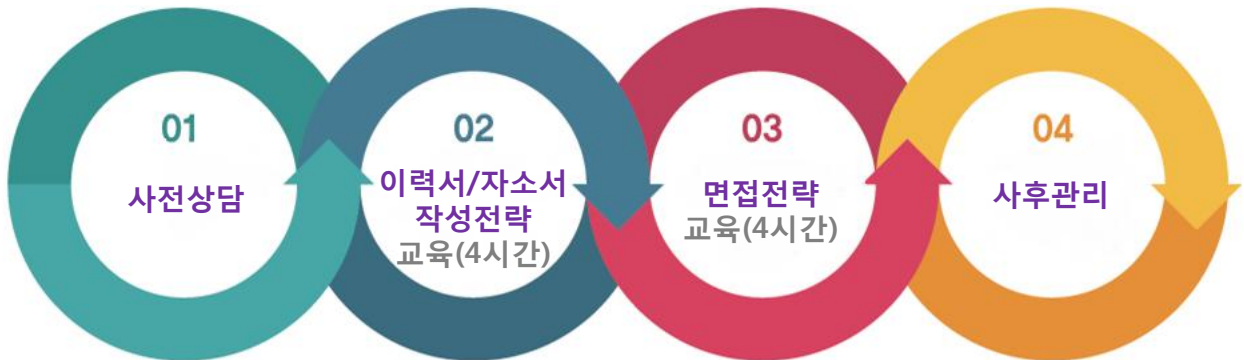 01
사전상담
02
이력서/자소서
작성전략
교육(4시간)
03
면접전략
교육(4시간)
04
사후관리